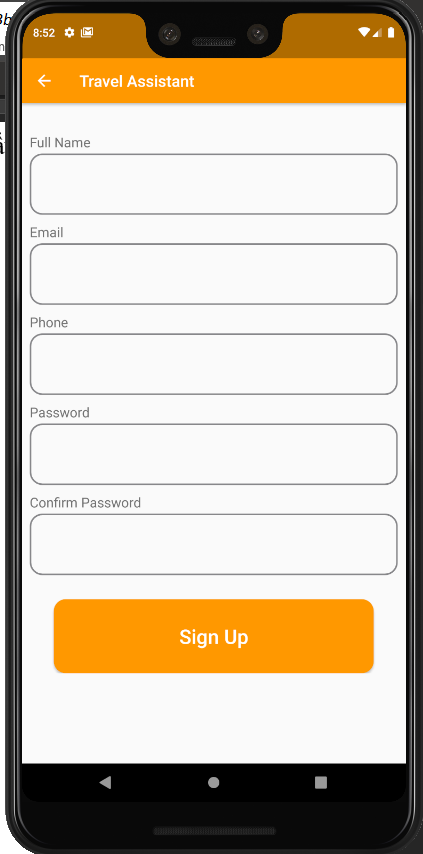 8:52
Travel Assistant
Full Name
Email
Phone
Password
Confirm Password
Sign Up